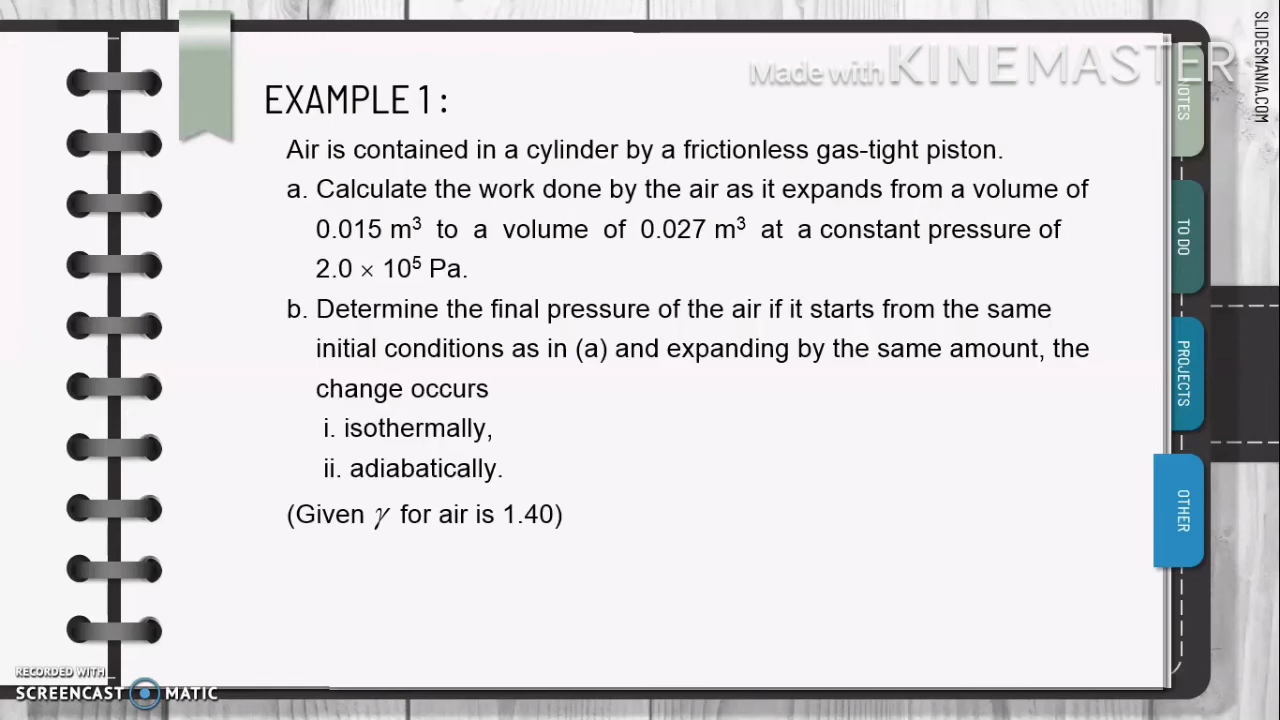 SLIDESMANIA.COM
Made with KINEMASTER
EXAMPLE 1 :
Air is contained in a cylinder by a frictionless gas-tight piston.
a. Calculate the work done by the air as it expands from a volume of
0.015 m³ to a volume of 0.027 m³ at a constant pressure of
2.0 × 10⁵ Pa.
b. Determine the final pressure of the air if it starts from the same
initial conditions as in (a) and expanding by the same amount, the
change occurs
i. isothermally,
ii. adiabatically.
(Given γ for air is 1.40)
NOTES
TO DO
PROJECTS
OTHER
RECORDED WITH
SCREENCAST MATIC